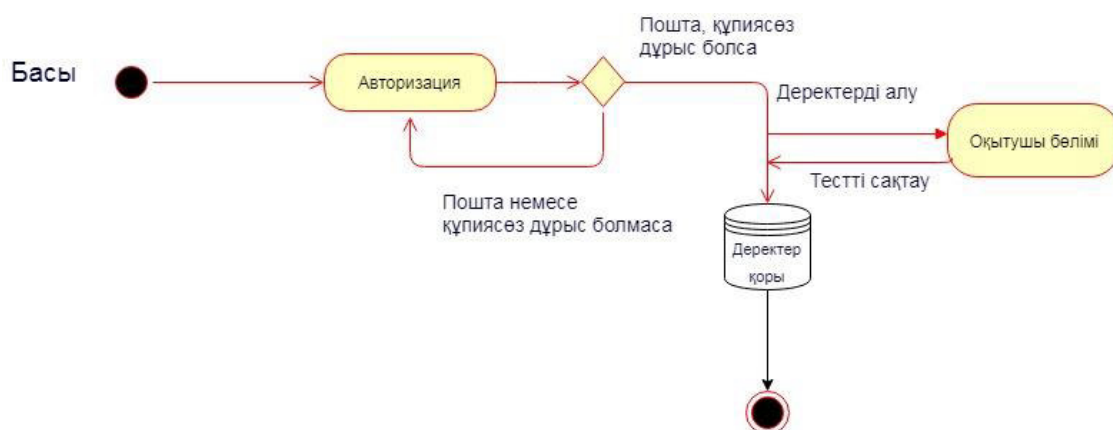 Басы
Авторизация
Пошта, құпиясөз
дұрыс болса
Деректерді алу
Оқытушы бөлімі
Тестті сақтау
Пошта немесе
құпиясөз дұрыс болмаса
Деректер
қоры